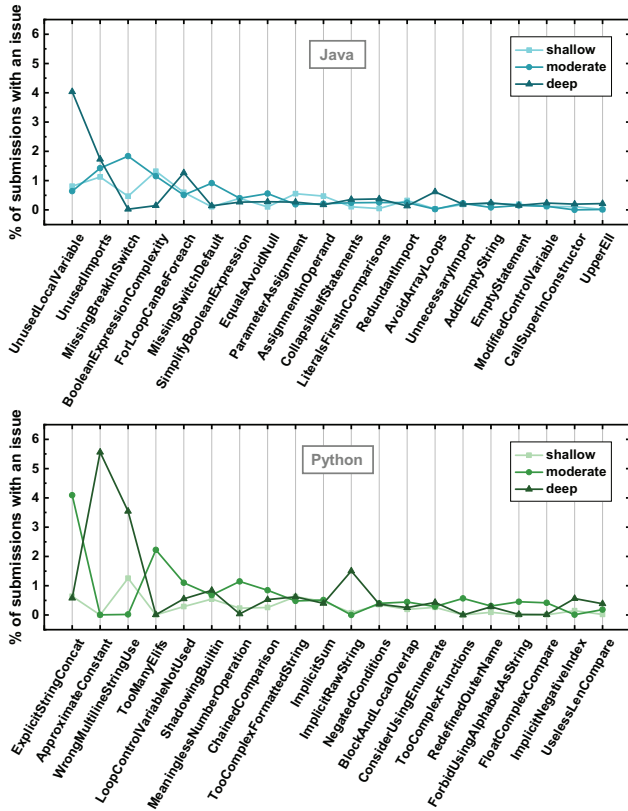 6
5
4
3
2
1
0
% of submissions with an issue
Java
shallow
moderate
deep
UnusedLocalVariable
UnusedImports
MissingBreakInSwitch
BooleanExpressionComplexity
ForLoopCanBeForeach
MissingSwitchDefault
SimplifyBooleanExpression
EqualsAvoidNull
ParameterAssignment
AssignmentInOperand
CollapsibleIfStatements
LiteralsFirstInComparisons
RedundantImport
AvoidArrayLoops
UnnecessaryImport
AddEmptyString
EmptyStatement
ModifiedControlVariable
CallSuperInConstructor
UpperEll
6
5
4
3
2
1
0
% of submissions with an issue
Python
shallow
moderate
deep
ExplicitStringConcat
ApproximateConstant
WrongMultilineStringUse
TooManyElifs
LoopControlVariableNotUsed
ShadowingBuiltin
MeaninglessNumberOperation
ChainedComparison
TooComplexFormattedString
ImplicitSum
ImplicitRawString
NegatedConditions
BlockAndLocalOverlap
ConsiderUsingEnumerate
TooComplexFunctions
RedefinedOuterName
ForbidUsingAlphabetAsString
FloatComplexCompare
ImplicitNegativeIndex
UselessLenCompare